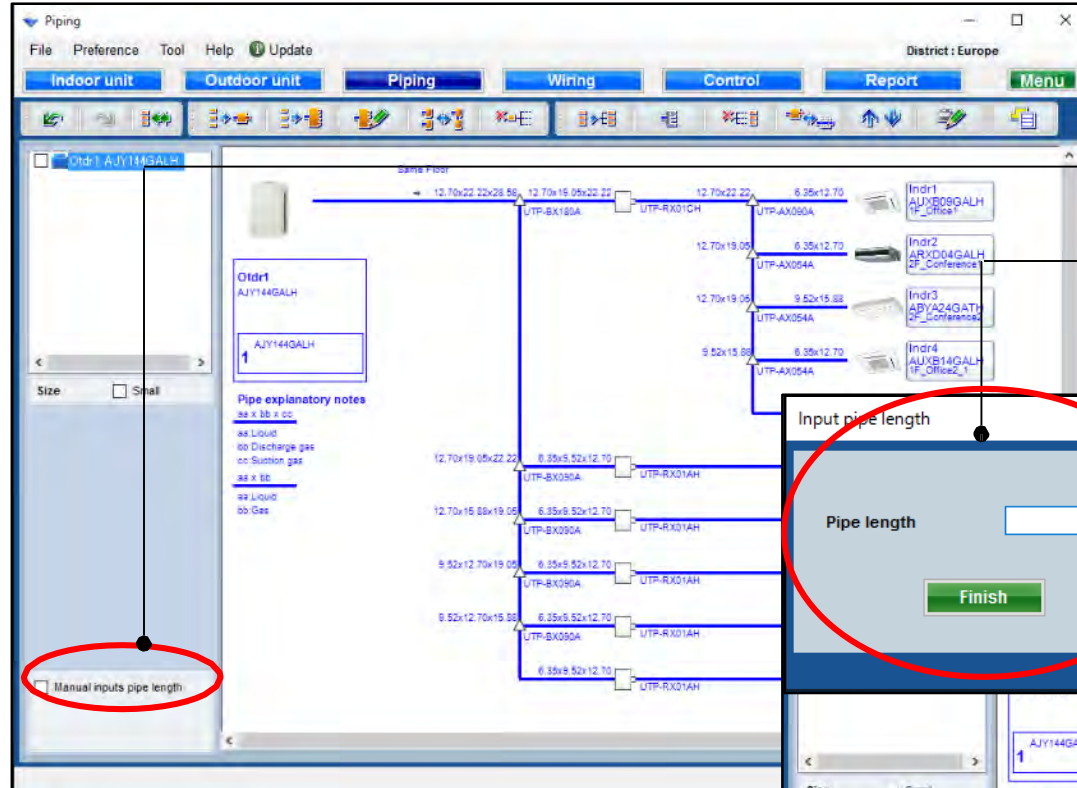 Piping
File Preference Tool Help Update
District : Europe
Indoor unit Outdoor unit Piping Wiring Control Report Menu
Otdr1 AJY144GALH
Size Small
Manual inputs pipe length
Same Floor
12.70x22.22x28.58 12.70x19.05x22.22 12.70x22.22 6.35x12.70
UTP-BX180A UTP-RX01CH UTP-AX090A
Indr1
AUXB09GALH
1F_Office1
12.70x19.05 6.35x12.70
UTP-AX054A
Indr2
ARXD04GALH
2F_Conference1
12.70x19.05 9.52x15.88
UTP-AX054A
Indr3
ABYA24GATH
2F_Conference2
9.52x15.88 6.35x12.70
UTP-AX054A
Indr4
AUXB14GALH
1F_Office2_1
Otdr1
AJY144GALH
AJY144GALH
1
Pipe explanatory notes
aa x bb x cc
aa:Liquid
bb:Discharge gas
cc:Suction gas
aa x bb
aa:Liquid
bb:Gas
12.70x19.05x22.22 6.35x9.52x12.70
UTP-BX090A UTP-RX01AH
12.70x15.88x19.05 6.35x9.52x12.70
UTP-BX090A UTP-RX01AH
9.52x12.70x19.05 6.35x9.52x12.70
UTP-BX090A UTP-RX01AH
9.52x12.70x15.88 6.35x9.52x12.70
UTP-BX090A UTP-RX01AH
6.35x9.52x12.70
UTP-RX01AH
Input pipe length
Pipe length
Finish
AJY144GA
1